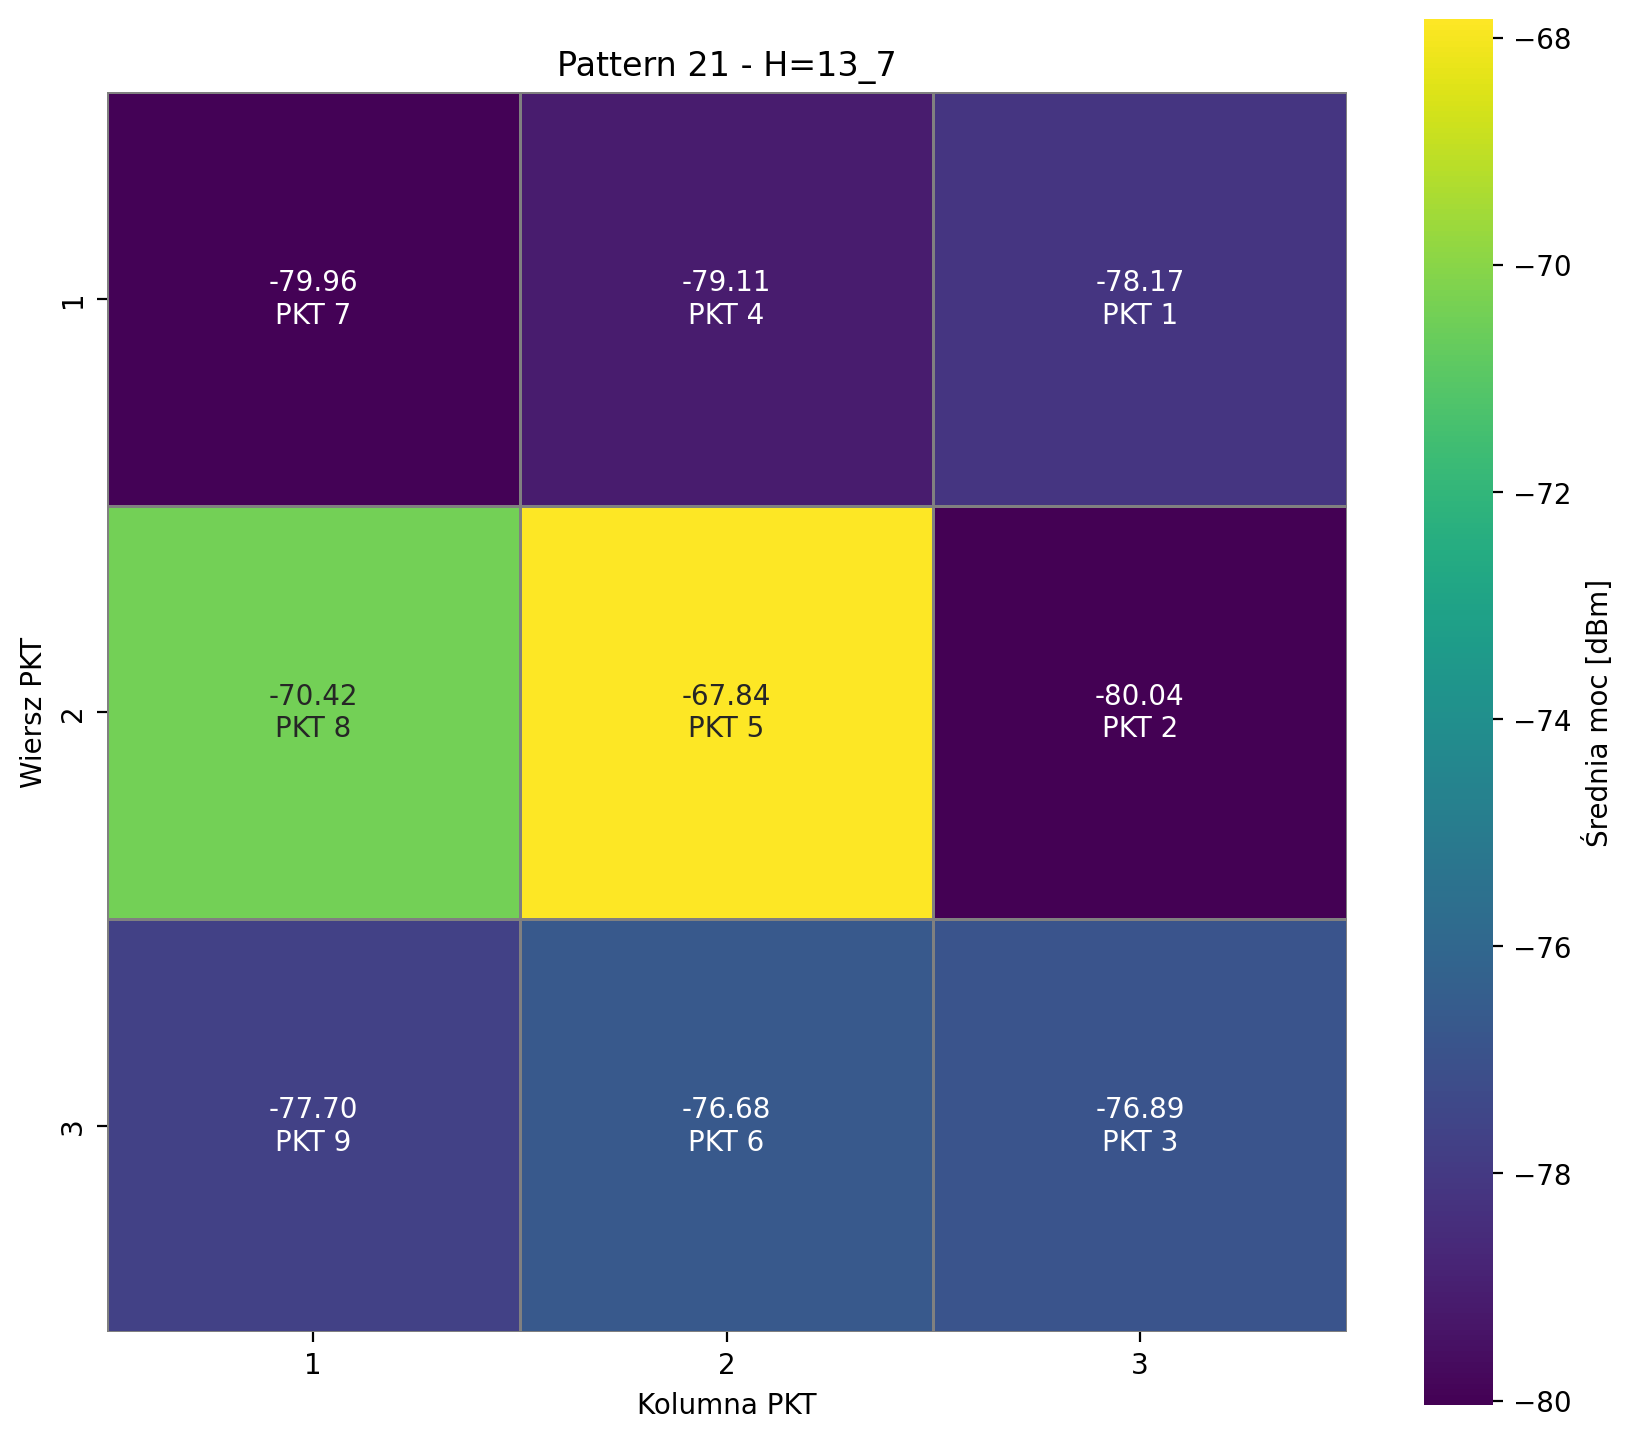 Pattern 21 - H=13_7
1
-79.96
PKT 7
-79.11
PKT 4
-78.17
PKT 1
Wiersz PKT
2
-70.42
PKT 8
-67.84
PKT 5
-80.04
PKT 2
3
-77.70
PKT 9
-76.68
PKT 6
-76.89
PKT 3
1
2
3
Kolumna PKT
−68
−70
−72
−74
−76
−78
−80
Średnia moc [dBm]